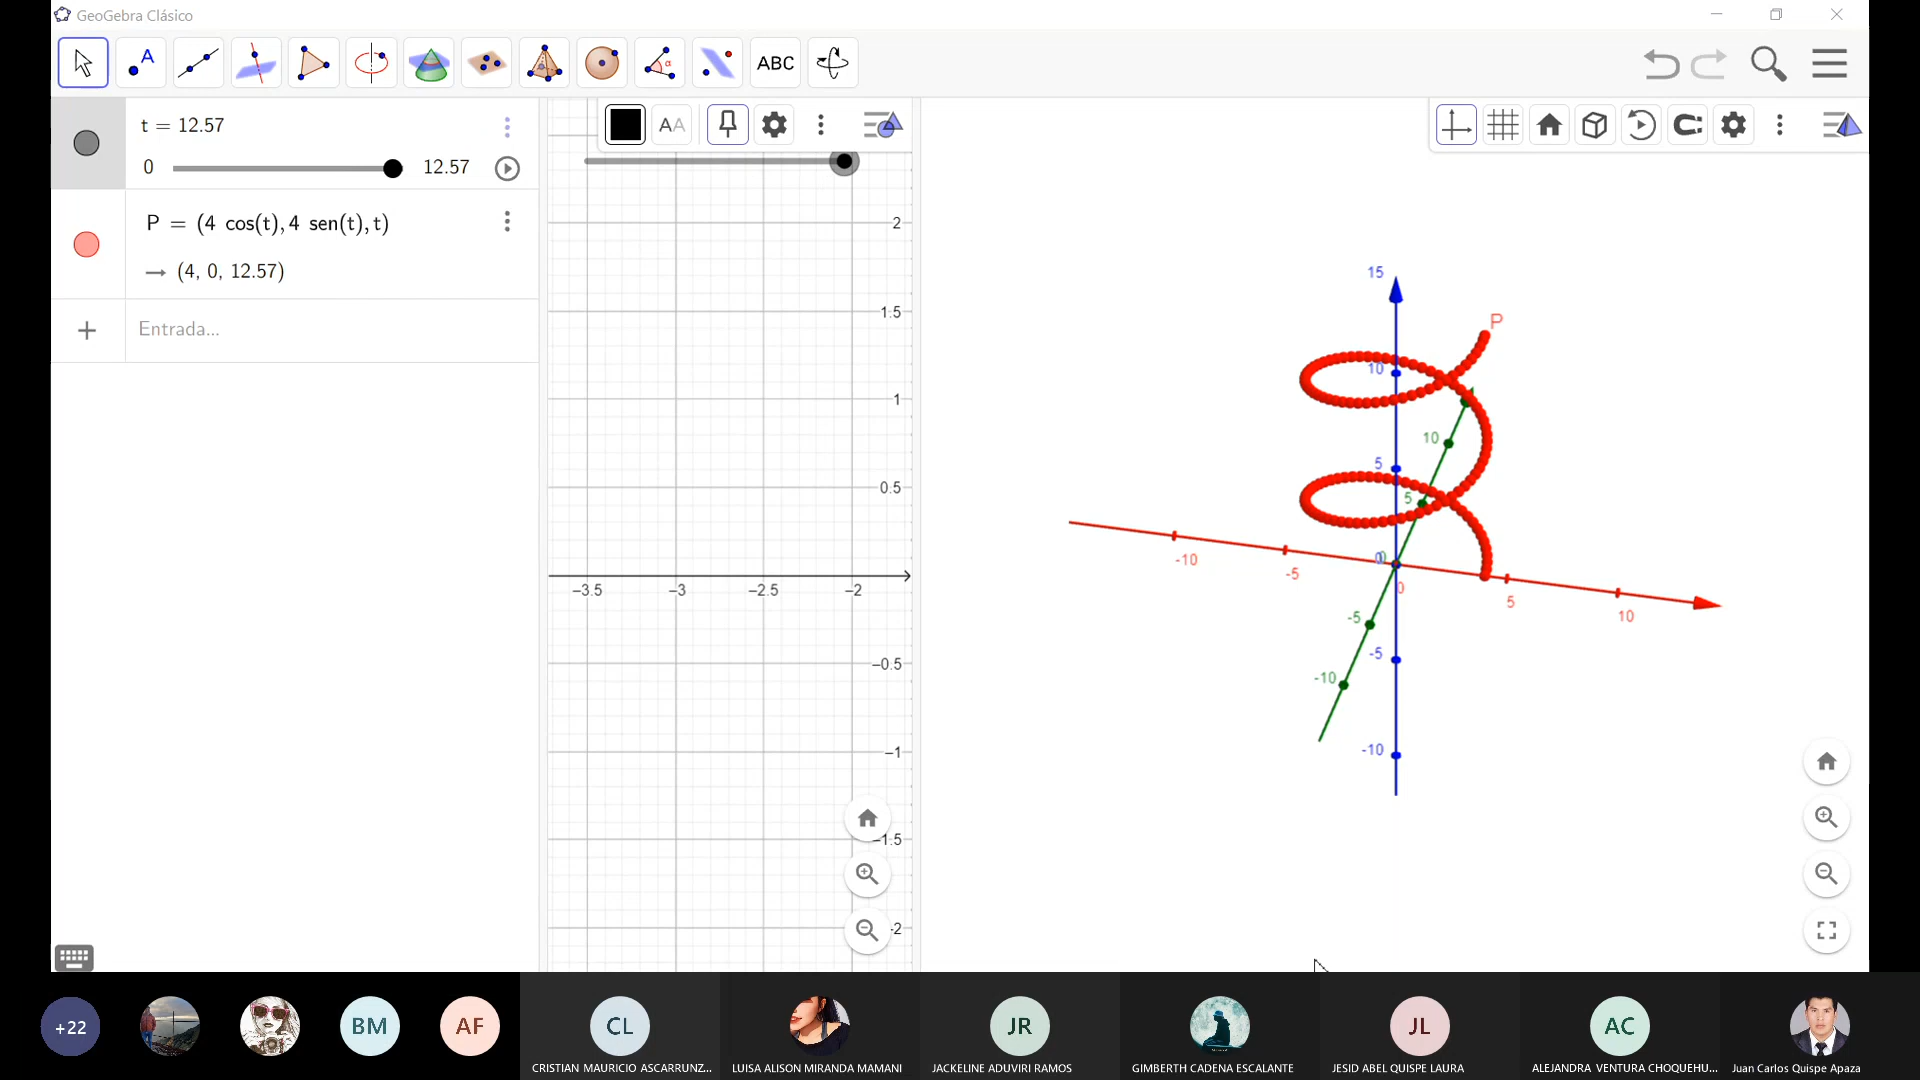 GeoGebra Clásico
A
α
ABC
t = 12.57
0
12.57
AA
P = (4 cos(t), 4 sen(t), t)
→ (4, 0, 12.57)
+ Entrada...
2
1.5
1
0.5
−0.5
−1
−1.5
-2
−3.5
−3
−2.5
−2
15
P
10
10
5
5
0
0
0
-10
-5
5
10
-5
-5
-10
-10
+22
BM
AF
CL
JR
JL
AC
CRISTIAN MAURICIO ASCARRUNZ...
LUISA ALISON MIRANDA MAMANI
JACKELINE ADUVIRI RAMOS
GIMBERTH CADENA ESCALANTE
JESID ABEL QUISPE LAURA
ALEJANDRA VENTURA CHOQUEHU...
Juan Carlos Quispe Apaza